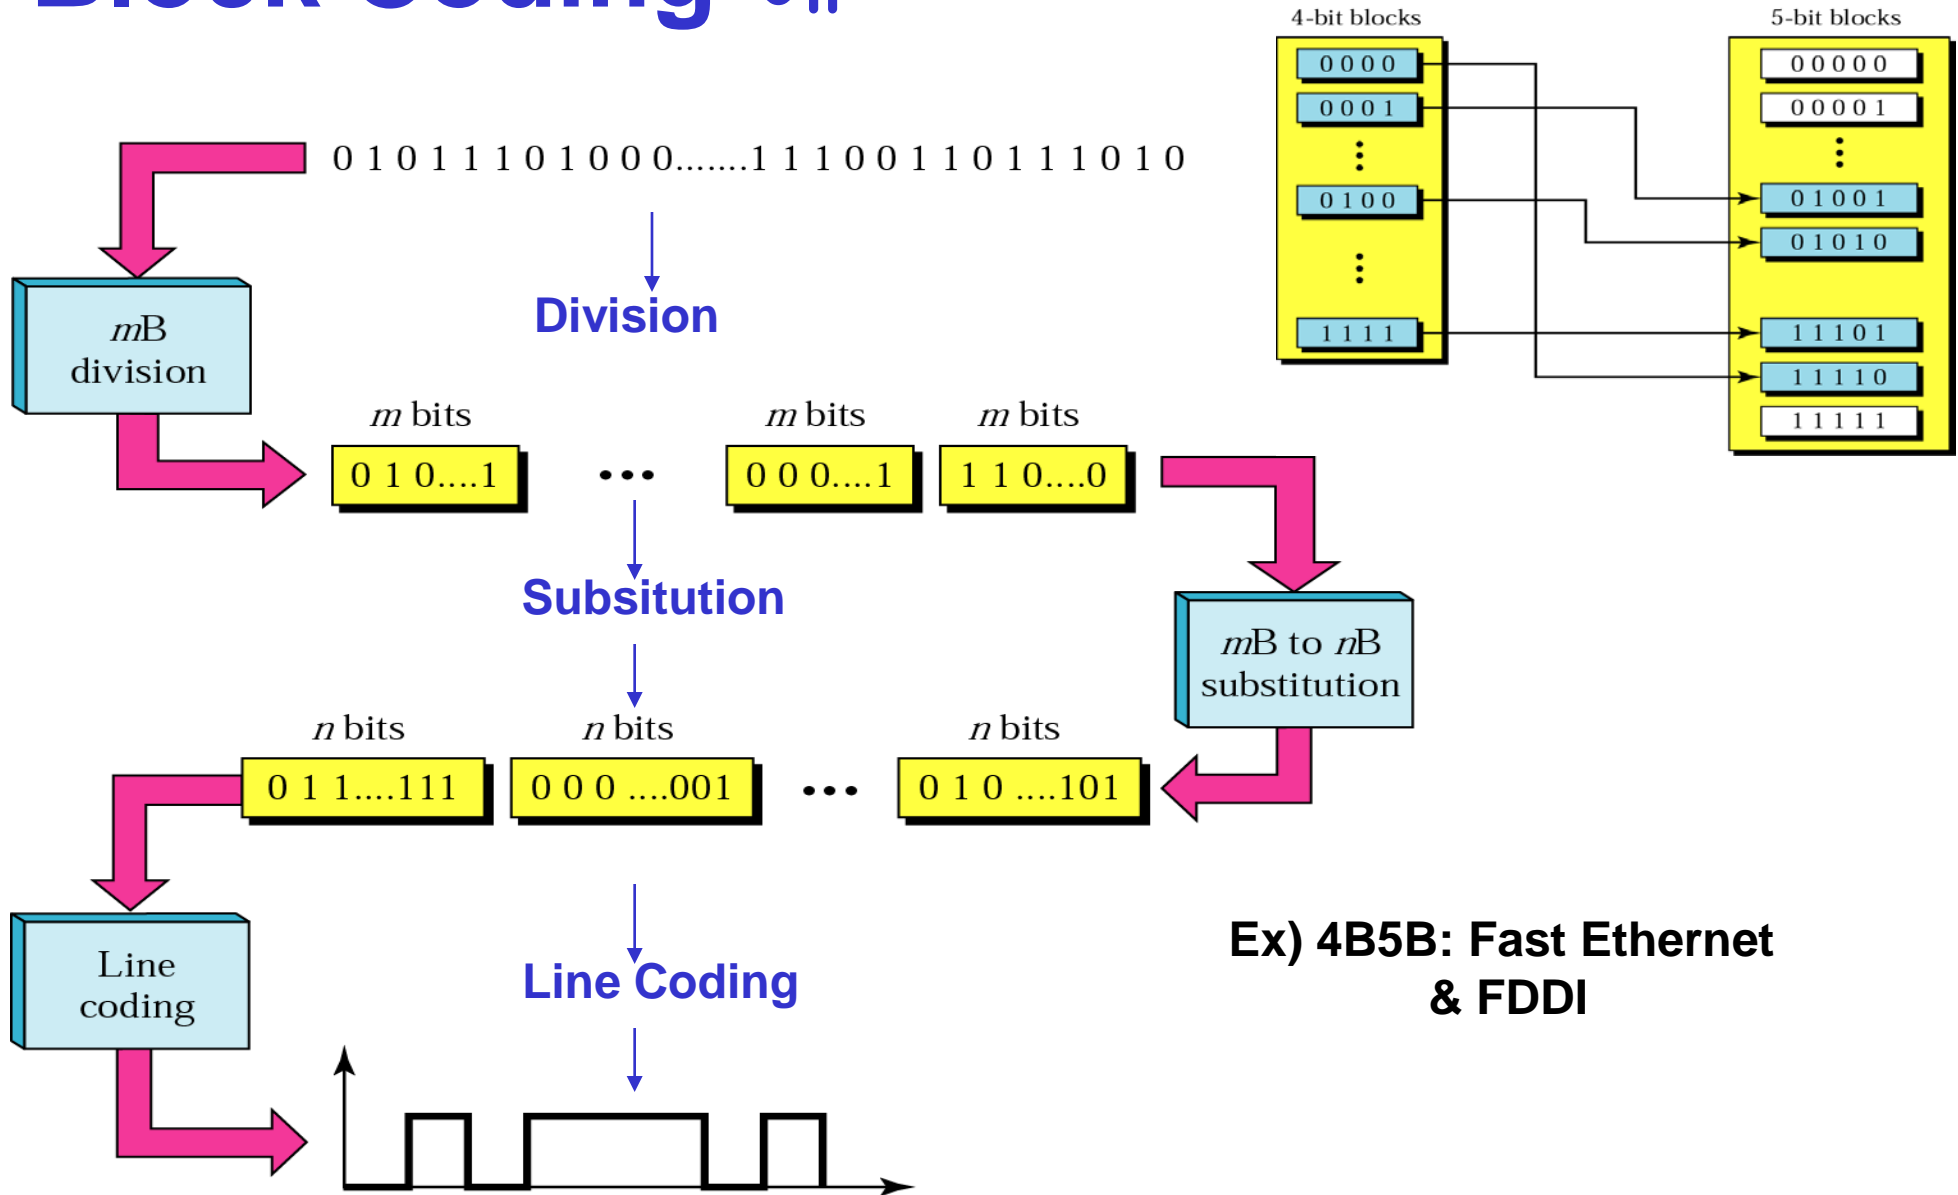 Block Coding
4-bit blocks
5-bit blocks
0 0 0 0
0 0 0 1
0 1 0 0
1 1 1 1
0 0 0 0 0
0 0 0 0 1
0 1 0 0 1
0 1 0 1 0
1 1 1 0 1
1 1 1 1 0
1 1 1 1 1
0 1 0 1 1 1 0 1 0 0 0.......1 1 1 0 0 1 1 0 1 1 1 0 1 0
Division
mB
division
m bits
m bits
m bits
0 1 0....1
...
0 0 0....1
1 1 0....0
Subsitution
mB to nB
substitution
n bits
n bits
n bits
0 1 1....111
0 0 0 ....001
...
0 1 0 ....101
Line
coding
Line Coding
Ex) 4B5B: Fast Ethernet
& FDDI